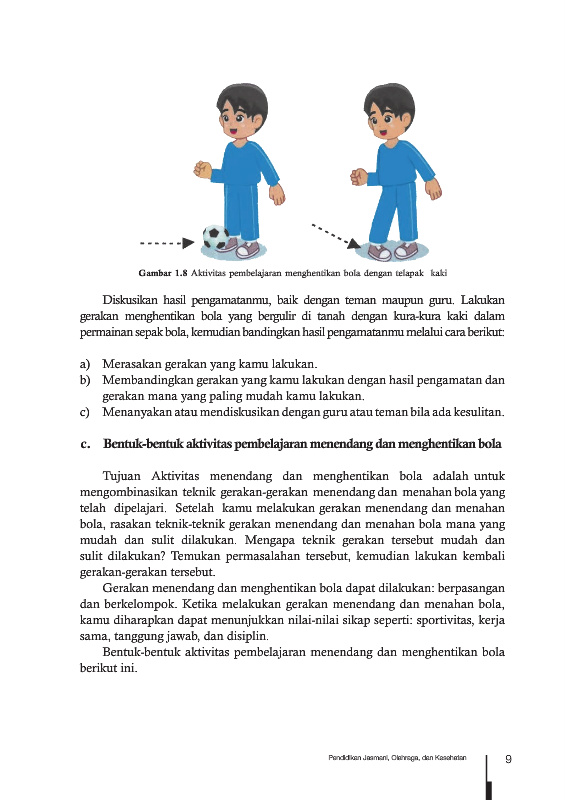 Gambar 1.8 Aktivitas pembelajaran menghentikan bola dengan telapak kaki
Diskusikan hasil pengamatanmu, baik dengan teman maupun guru. Lakukan
gerakan menghentikan bola yang bergulir di tanah dengan kura-kura kaki dalam
permainan sepak bola, kemudian bandingkan hasil pengamatanmu melalui cara berikut:
a) Merasakan gerakan yang kamu lakukan.
b) Membandingkan gerakan yang kamu lakukan dengan hasil pengamatan dan
gerakan mana yang paling mudah kamu lakukan.
c) Menanyakan atau mendiskusikan dengan guru atau teman bila ada kesulitan.
c. Bentuk-bentuk aktivitas pembelajaran menendang dan menghentikan bola
Tujuan Aktivitas menendang dan menghentikan bola adalah untuk
mengombinasikan teknik gerakan-gerakan menendang dan menahan bola yang
telah dipelajari. Setelah kamu melakukan gerakan menendang dan menahan
bola, rasakan teknik-teknik gerakan menendang dan menahan bola mana yang
mudah dan sulit dilakukan. Mengapa teknik gerakan tersebut mudah dan
sulit dilakukan? Temukan permasalahan tersebut, kemudian lakukan kembali
gerakan-gerakan tersebut.
Gerakan menendang dan menghentikan bola dapat dilakukan: berpasangan
dan berkelompok. Ketika melakukan gerakan menendang dan menahan bola,
kamu diharapkan dapat menunjukkan nilai-nilai sikap seperti: sportivitas, kerja
sama, tanggung jawab, dan disiplin.
Bentuk-bentuk aktivitas pembelajaran menendang dan menghentikan bola
berikut ini.
Pendidikan Jasmani, Olahraga, dan Kesehatan 9